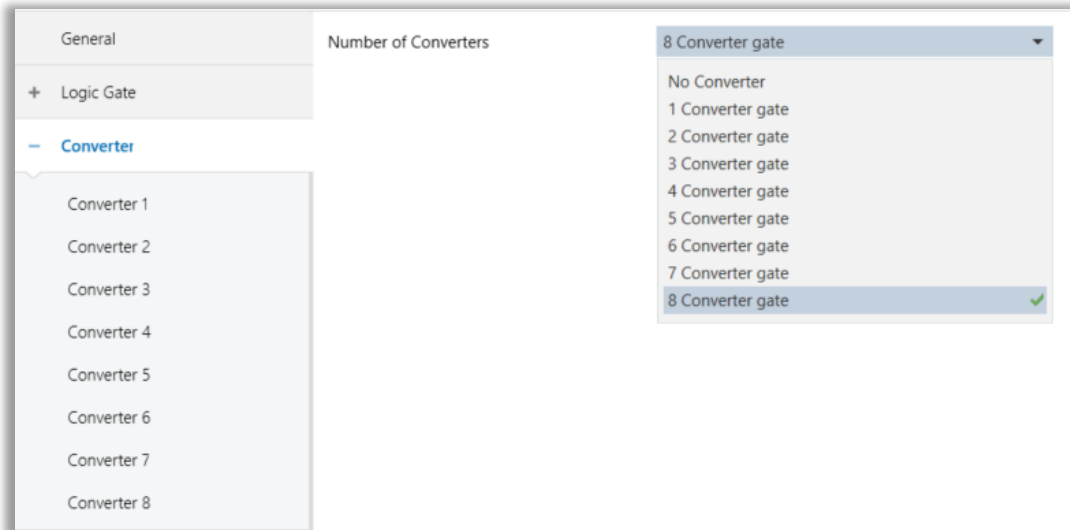 General
Logic Gate
Converter
Converter 1
Converter 2
Converter 3
Converter 4
Converter 5
Converter 6
Converter 7
Converter 8
Number of Converters
8 Converter gate
No Converter
1 Converter gate
2 Converter gate
3 Converter gate
4 Converter gate
5 Converter gate
6 Converter gate
7 Converter gate
8 Converter gate